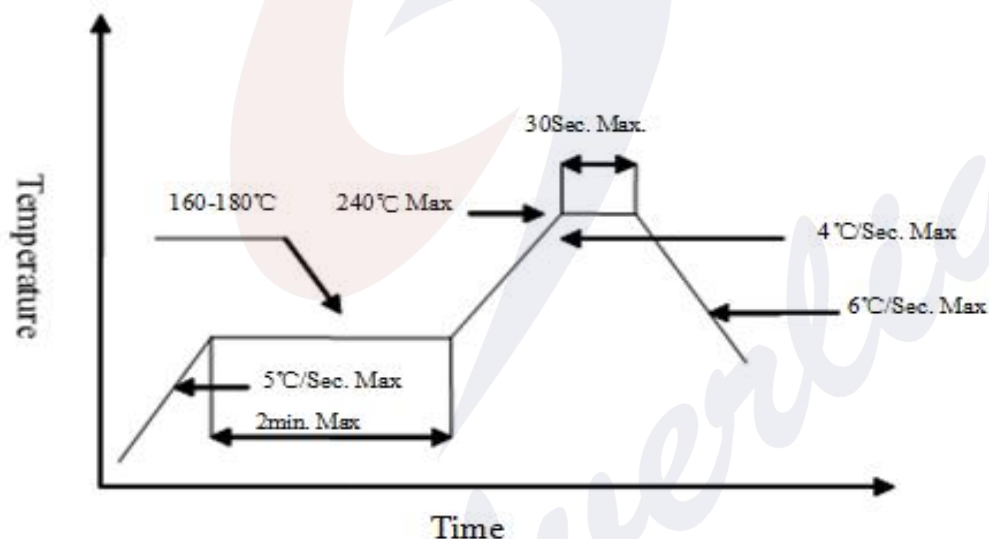 30Sec. Max.
160-180℃
240℃ Max
4℃/Sec. Max
6℃/Sec. Max
5℃/Sec. Max
2min. Max
Temperature
Time